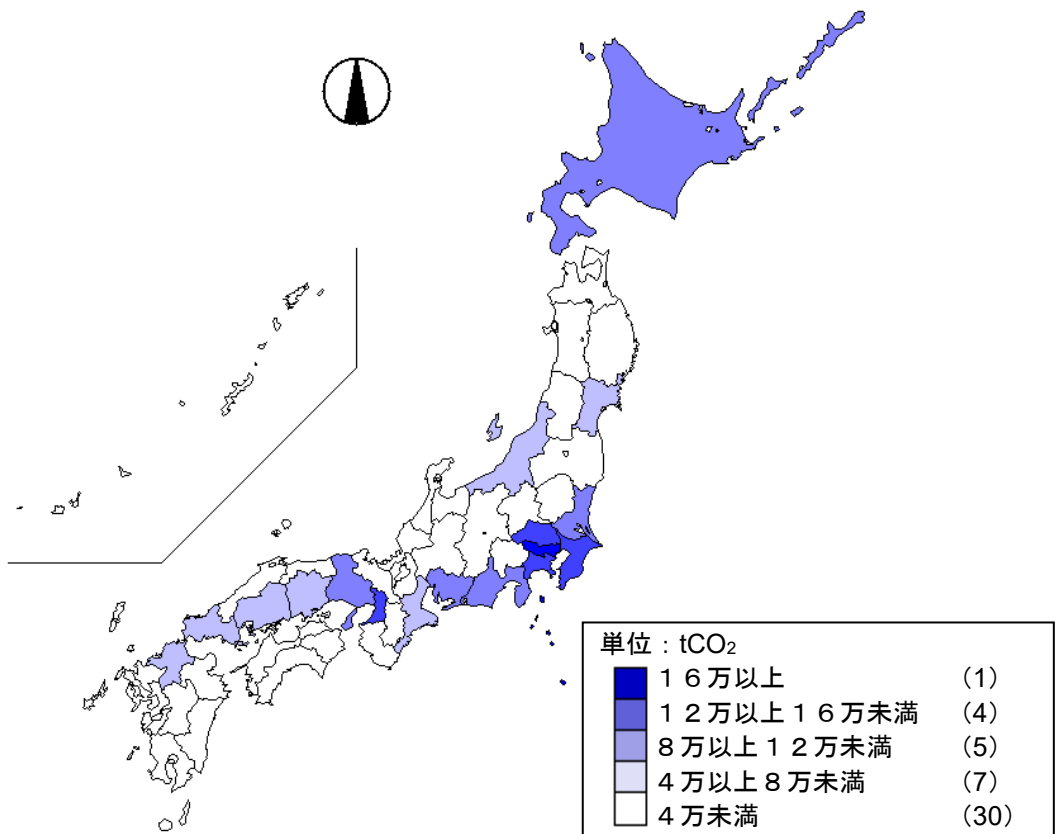 単位：tCO₂
１６万以上 （1）
１２万以上１６万未満 （4）
８万以上１２万未満 （5）
４万以上８万未満 （7）
４万未満 （30）